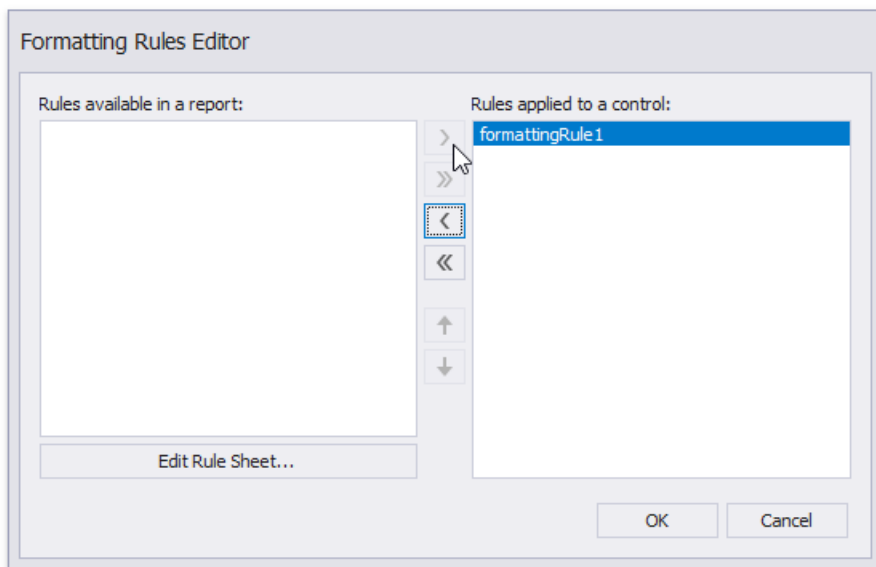 Formatting Rules Editor
Rules available in a report:
Rules applied to a control:
formattingRule1
Edit Rule Sheet...
OK
Cancel